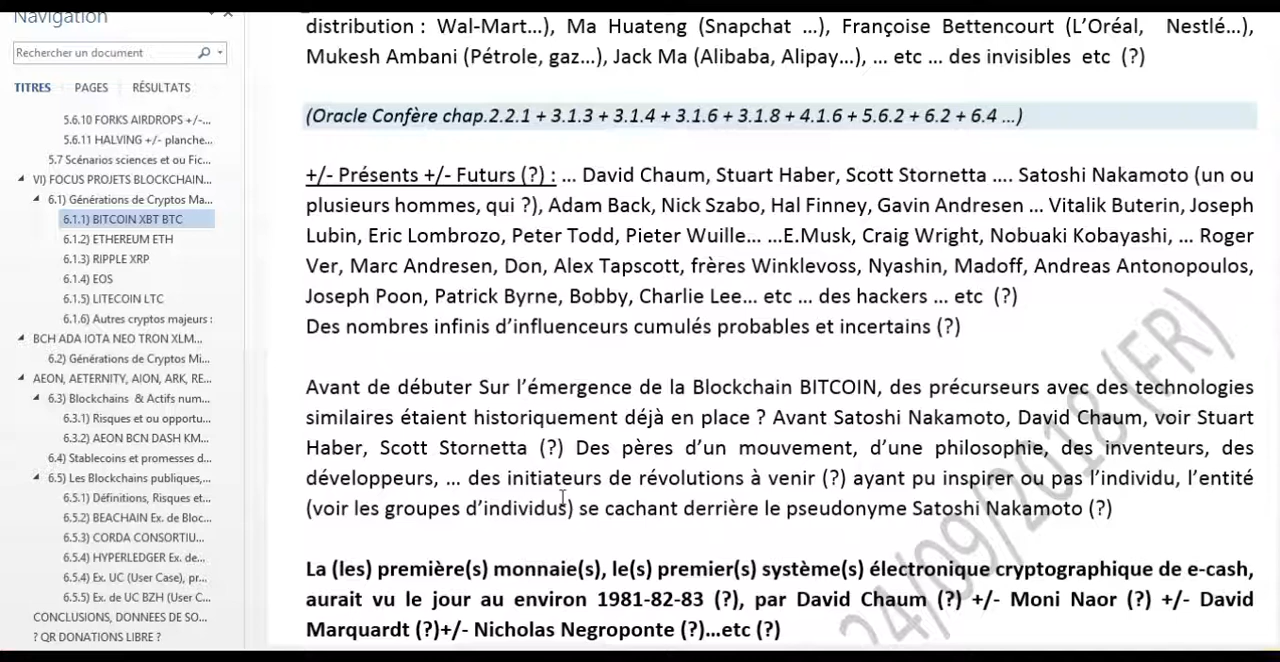 Navigation
Rechercher un document
TITRES PAGES RÉSULTATS
5.6.10 FORKS AIRDROPS +/-...
5.6.11 HALVING +/- planche...
5.7 Scénarios sciences et ou Fic...
VI) FOCUS PROJETS BLOCKCHAIN...
6.1) Générations de Cryptos Ma...
6.1.1) BITCOIN XBT BTC
6.1.2) ETHEREUM ETH
6.1.3) RIPPLE XRP
6.1.4) EOS
6.1.5) LITECOIN LTC
6.1.6) Autres cryptos majeurs :
BCH ADA IOTA NEO TRON XLM...
6.2) Générations de Cryptos Mi...
AEON, AETERNITY, AION, ARK, RE...
6.3) Blockchains & Actifs num...
6.3.1) Risques et ou opportu...
6.3.2) AEON BCN DASH KM...
6.4) Stablecoins et promesses d...
6.5) Les Blockchains publiques,...
6.5.1) Définitions, Risques et...
6.5.2) BEACHAIN Ex. de Bloc...
6.5.3) CORDA CONSORTIU...
6.5.4) HYPERLEDGER Ex. de...
6.5.4) Ex. UC (User Case), pr...
6.5.5) Ex. de UC BZH (User C...
CONCLUSIONS, DONNEES DE SO...
? QR DONATIONS LIBRE ?
distribution : Wal-Mart...), Ma Huateng (Snapchat ...), Françoise Bettencourt (L'Oréal, Nestlé...),
Mukesh Ambani (Pétrole, gaz...), Jack Ma (Alibaba, Alipay...), ... etc ... des invisibles etc (?)
(Oracle Confère chap.2.2.1 + 3.1.3 + 3.1.4 + 3.1.6 + 3.1.8 + 4.1.6 + 5.6.2 + 6.2 + 6.4 ...)
+/- Présents +/- Futurs (?) : ... David Chaum, Stuart Haber, Scott Stornetta .... Satoshi Nakamoto (un ou
plusieurs hommes, qui ?), Adam Back, Nick Szabo, Hal Finney, Gavin Andresen ... Vitalik Buterin, Joseph
Lubin, Eric Lombrozo, Peter Todd, Pieter Wuille... ...E.Musk, Craig Wright, Nobuaki Kobayashi, ... Roger
Ver, Marc Andresen, Don, Alex Tapscott, frères Winklevoss, Nyashin, Madoff, Andreas Antonopoulos,
Joseph Poon, Patrick Byrne, Bobby, Charlie Lee... etc ... des hackers ... etc (?)
Des nombres infinis d'influenceurs cumulés probables et incertains (?)
Avant de débuter Sur l'émergence de la Blockchain BITCOIN, des précurseurs avec des technologies
similaires étaient historiquement déjà en place ? Avant Satoshi Nakamoto, David Chaum, voir Stuart
Haber, Scott Stornetta (?) Des pères d'un mouvement, d'une philosophie, des inventeurs, des
développeurs, ... des initiateurs de révolutions à venir (?) ayant pu inspirer ou pas l'individu, l'entité
(voir les groupes d'individus) se cachant derrière le pseudonyme Satoshi Nakamoto (?)
La (les) première(s) monnaie(s), le(s) premier(s) système(s) électronique cryptographique de e-cash,
aurait vu le jour au environ 1981-82-83 (?), par David Chaum (?) +/- Moni Naor (?) +/- David
Marquardt (?)+/- Nicholas Negroponte (?)...etc (?)
24/09/2018 (FR)